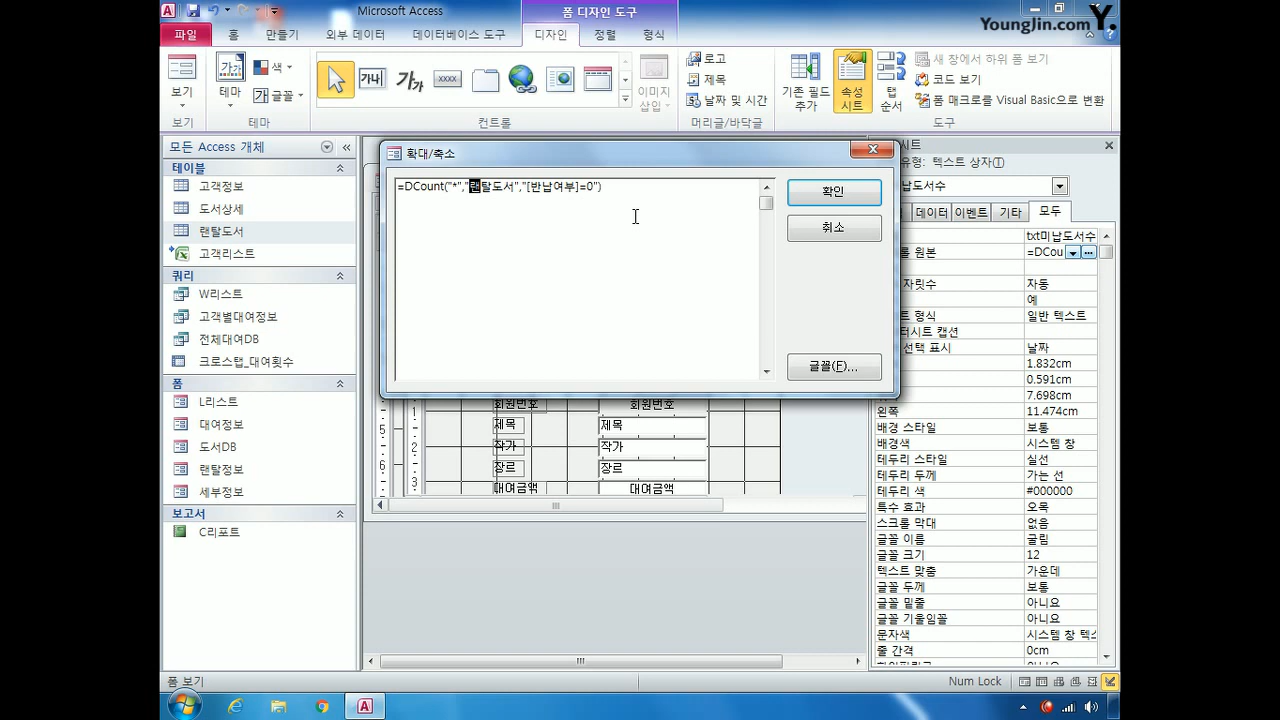 Microsoft Access
폼 디자인 도구
YoungJin.com Y.
파일
홈
만들기
외부 데이터
데이터베이스 도구
디자인
정렬
형식
보기
테마
색
글꼴
가나
가가
xxxx
이미지
삽입
로고
제목
날짜 및 시간
기존 필드
추가
속성
시트
탭
순서
새 창에서 하위 폼 보기
코드 보기
폼 매크로를 Visual Basic으로 변환
보기
테마
컨트롤
머리글/바닥글
도구
모든 Access 개체
테이블
고객정보
도서상세
랜탈도서
고객리스트
쿼리
W리스트
고객별대여정보
전체대여DB
크로스탭_대여횟수
폼
L리스트
대여정보
도서DB
랜탈정보
세부정보
보고서
C리포트
확대/축소
=DCount("*","랜탈도서","[반납여부]=0")
확인
취소
글꼴(F)...
회원번호 회원번호
제목 제목
작가 작가
장르 장르
대여금액 대여금액
시트
유형: 텍스트 상자(T)
납도서수
데이터 이벤트 기타 모두
txt미납도서수
롤 원본 =DCou
자릿수 자동
예
트 형식 일반 텍스트
터시트 캡션
선택 표시 날짜
1.832cm
0.591cm
7.698cm
왼쪽 11.474cm
배경 스타일 보통
배경색 시스템 창
테두리 스타일 실선
테두리 두께 가는 선
테두리 색 #000000
특수 효과 오목
스크롤 막대 없음
글꼴 이름 굴림
글꼴 크기 12
텍스트 맞춤 가운데
글꼴 두께 보통
글꼴 밑줄 아니요
글꼴 기울임꼴 아니요
문자색 시스템 창 텍스
줄 간격 0cm
폼 보기
Num Lock